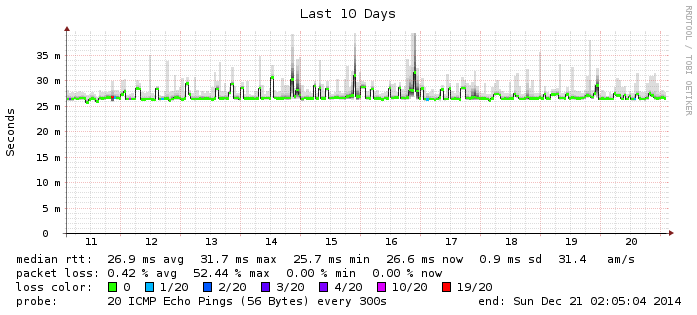 Last 10 Days
RRDTOOL / TOBI OETIKER
Seconds
35 m
30 m
25 m
20 m
15 m
10 m
5 m
0
11 12 13 14 15 16 17 18 19 20
median rtt: 26.9 ms avg 31.7 ms max 25.7 ms min 26.6 ms now 0.9 ms sd 31.4 am/s
packet loss: 0.42 % avg 52.44 % max 0.00 % min 0.00 % now
loss color: 0 1/20 2/20 3/20 4/20 10/20 19/20
probe: 20 ICMP Echo Pings (56 Bytes) every 300s end: Sun Dec 21 02:05:04 2014